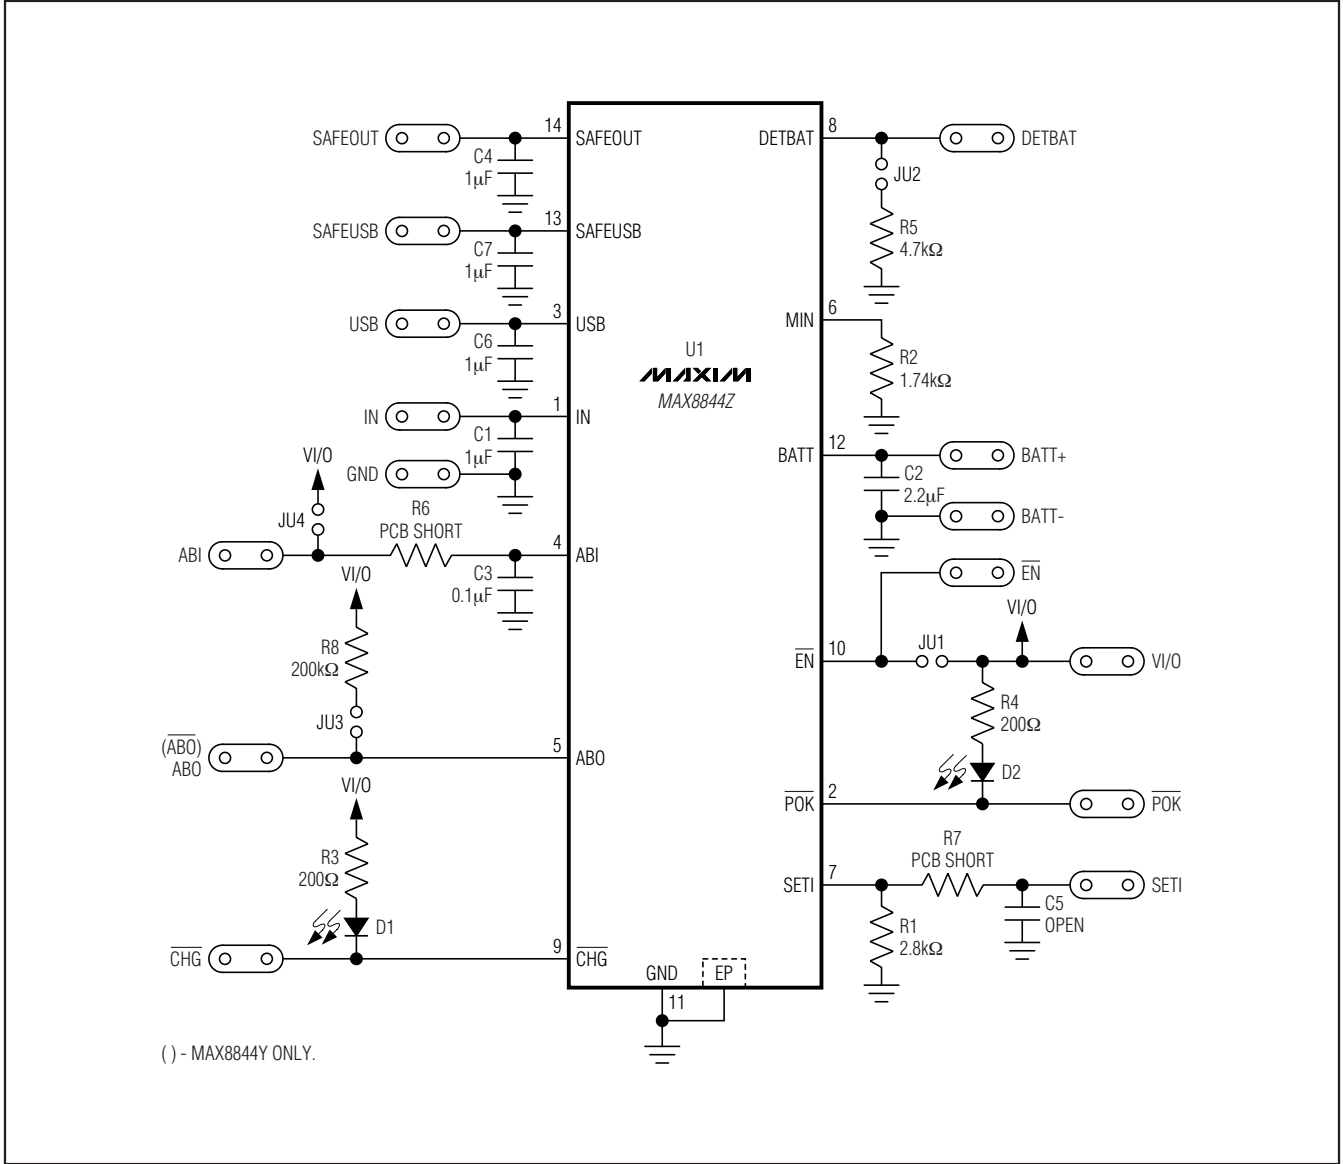 SAFEOUT
14
SAFEOUT
C4
1µF
SAFEUSB
13
SAFEUSB
C7
1µF
USB
3
USB
C6
1µF
IN
1
IN
C1
1µF
GND
VI/O
JU4
R6
PCB SHORT
ABI
4
ABI
C3
0.1µF
VI/O
R8
200kΩ
JU3
(ABO)
ABO
5
ABO
VI/O
R3
200Ω
D1
CHG
9
CHG
U1
MAXIM
MAX8844Z
GND
EP
11
DETBAT
8
DETBAT
JU2
R5
4.7kΩ
MIN
6
R2
1.74kΩ
BATT
12
BATT+
C2
2.2µF
BATT-
EN
VI/O
EN
10
JU1
VI/O
R4
200Ω
D2
POK
2
POK
R7
PCB SHORT
SETI
7
SETI
C5
OPEN
R1
2.8kΩ
( ) - MAX8844Y ONLY.